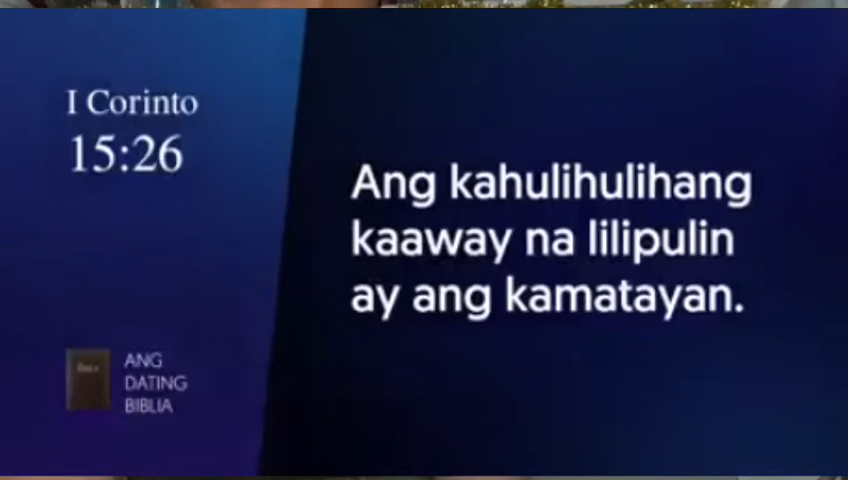 I Corinto
15:26
Ang kahulihulihang
kaaway na lilipulin
ay ang kamatayan.
ANG
DATING
BIBLIA